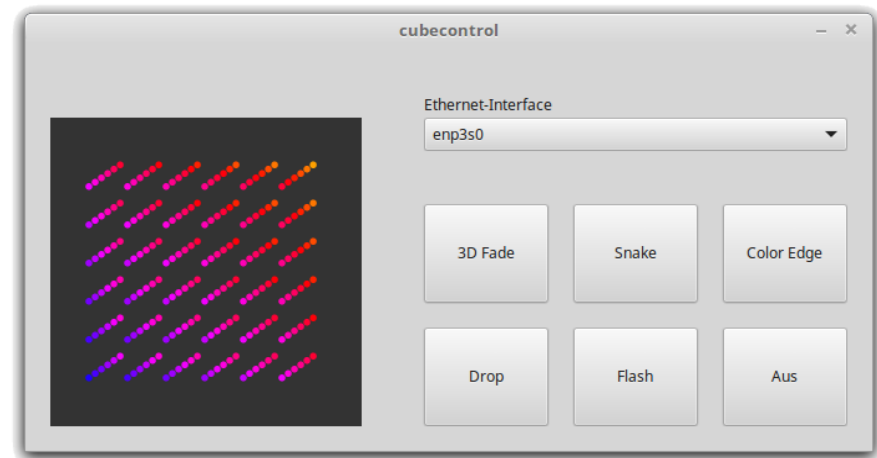 cubecontrol
Ethernet-Interface
enp3s0
3D Fade
Snake
Color Edge
Drop
Flash
Aus